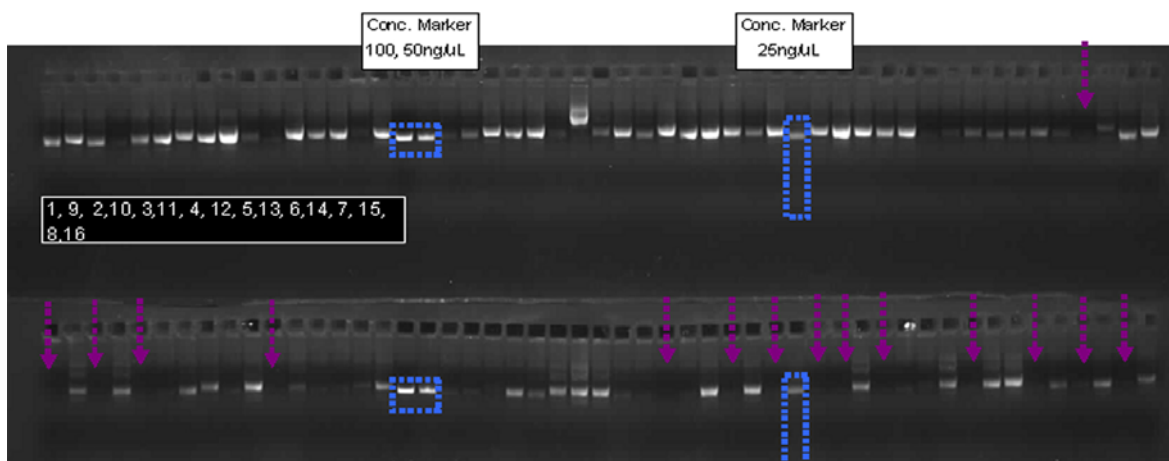 Conc. Marker
100, 50ng/uL
Conc. Marker
25ng/uL
1, 9, 2,10, 3,11, 4, 12, 5,13, 6,14, 7, 15,
8,16